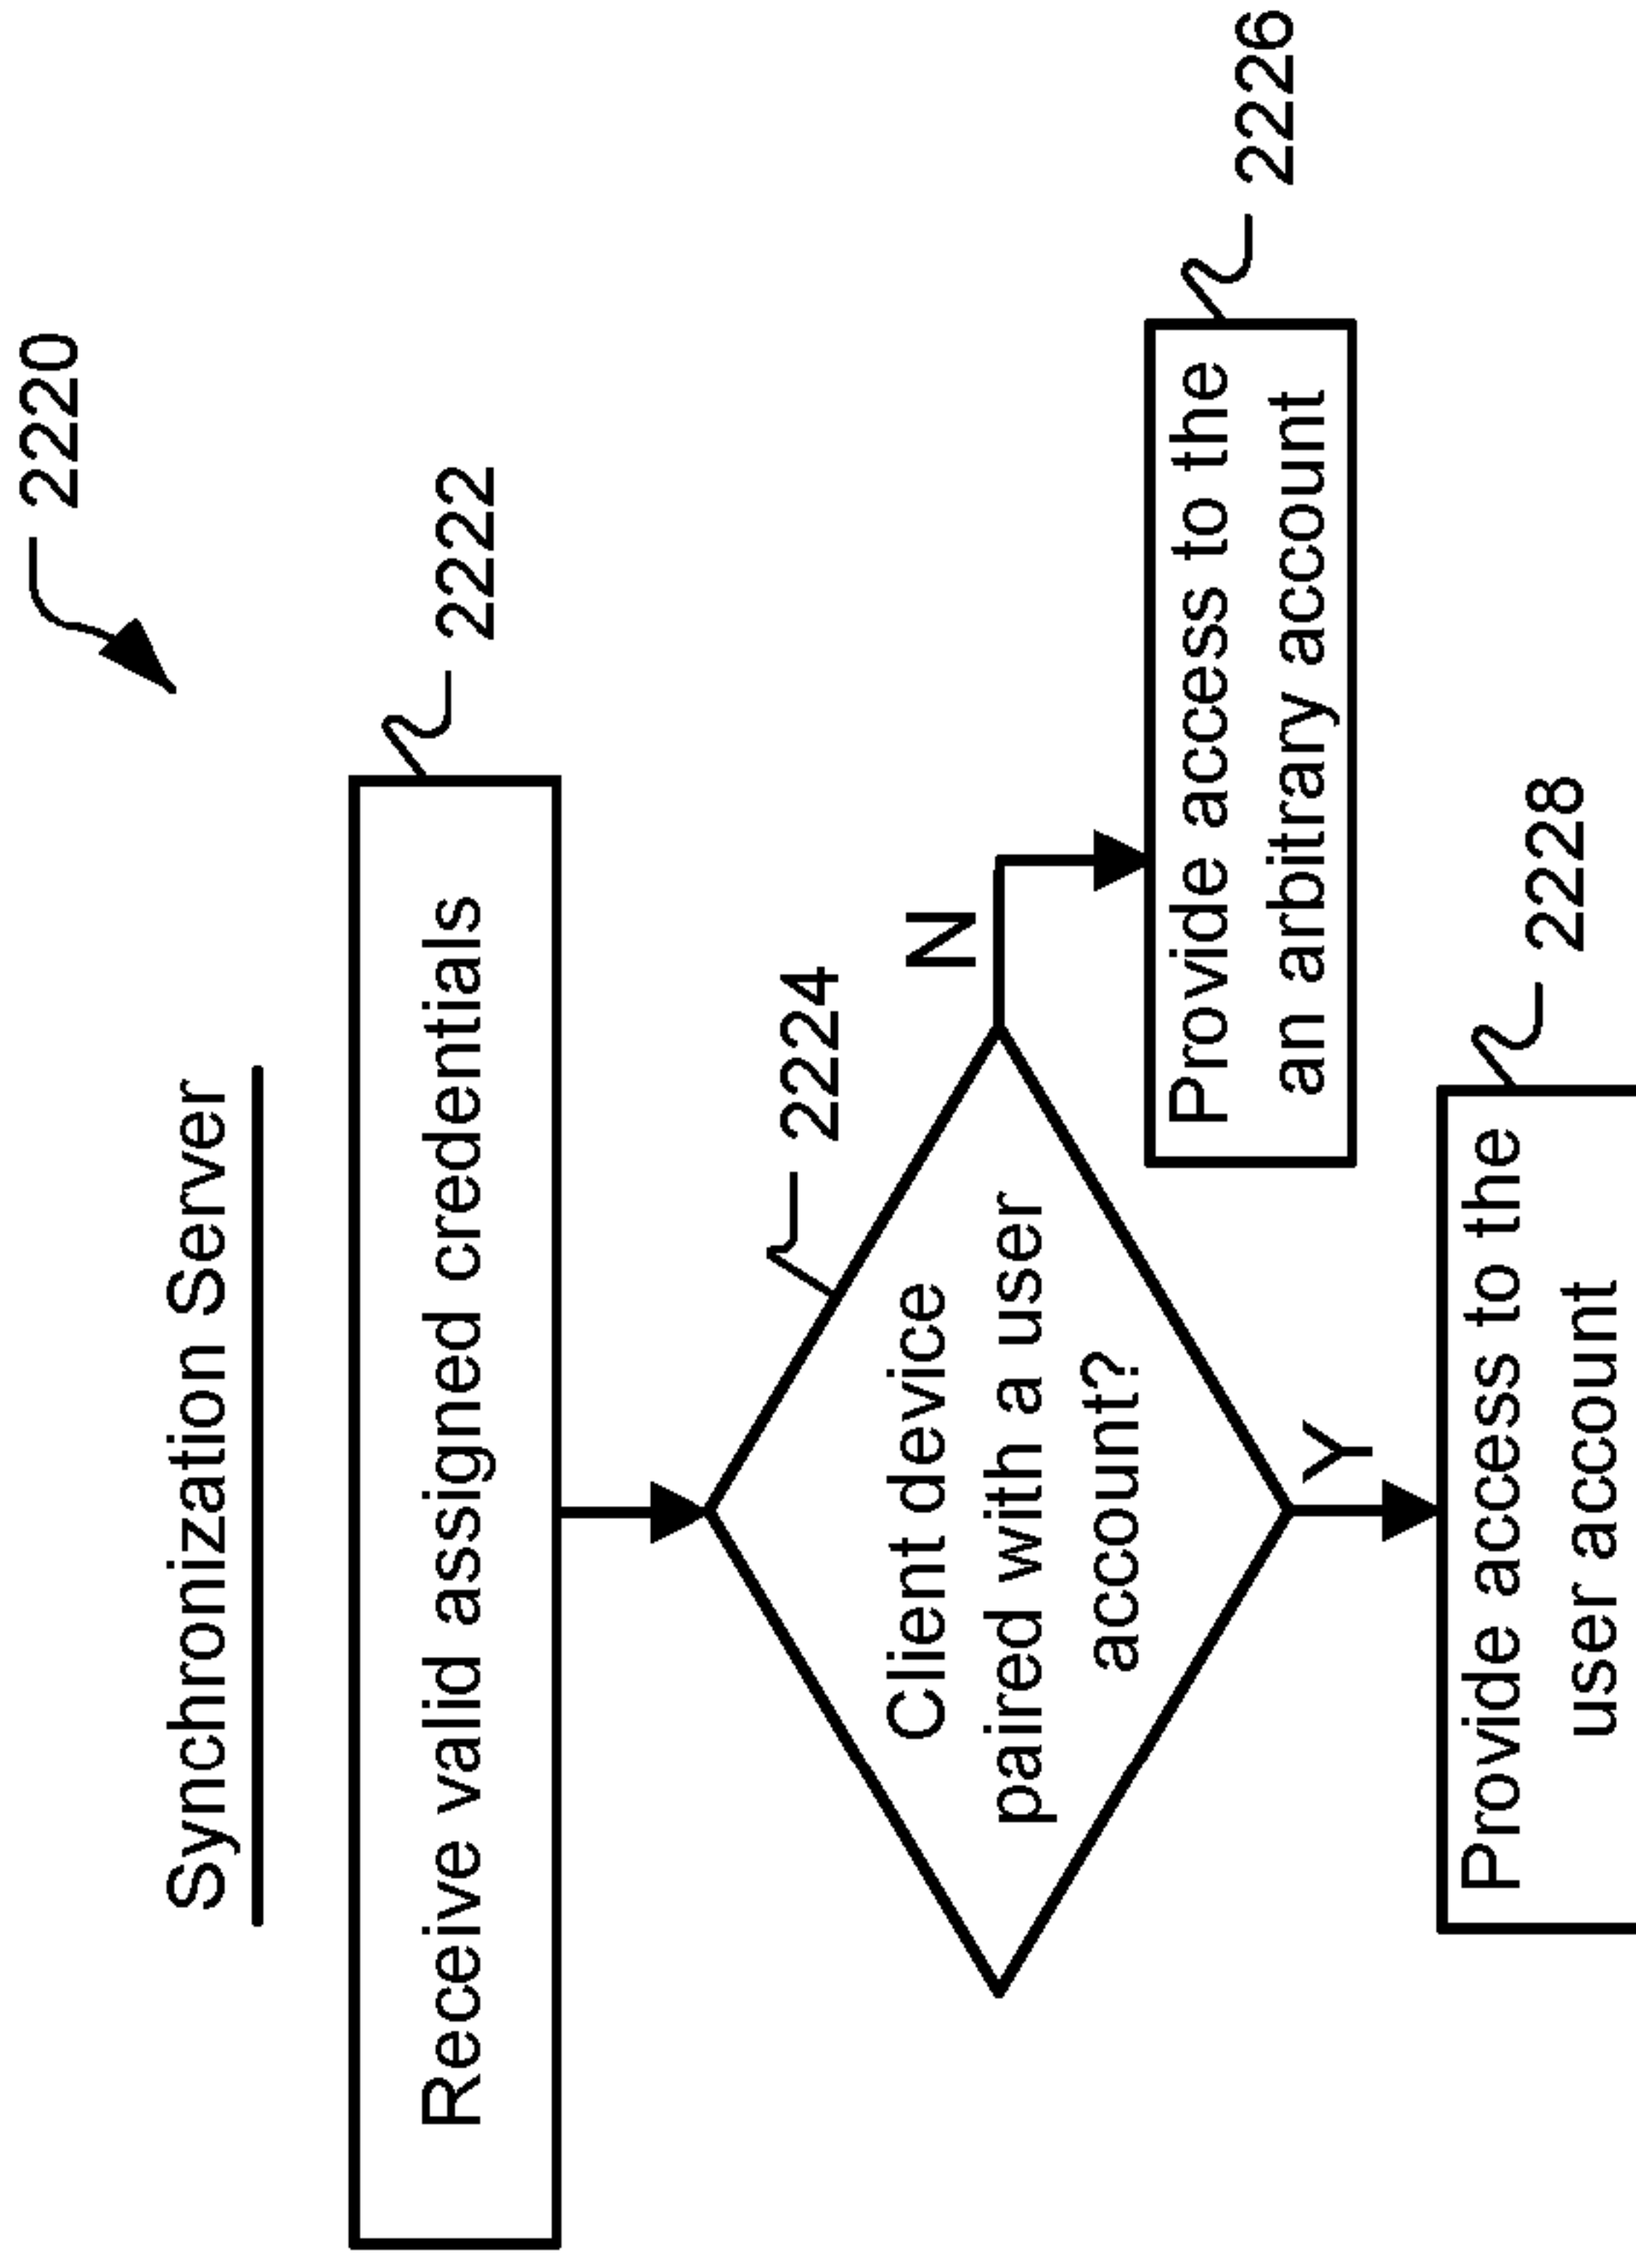 2220
Synchronization Server
2222
Receive valid assigned credentials
2224
Client device
paired with a user
account?
N
2226
Provide access to the
an arbitrary account
Y
2228
Provide access to the
user account